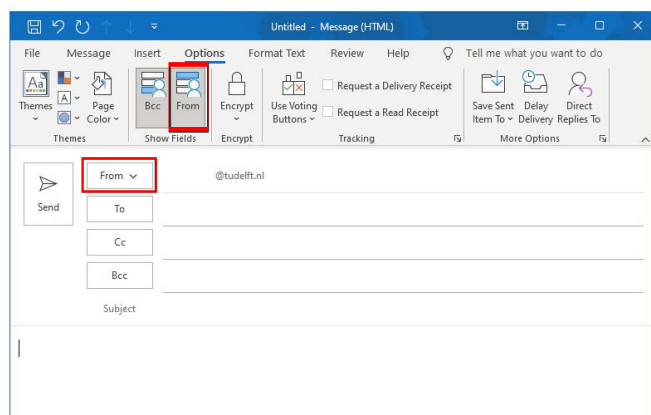 Untitled - Message (HTML)
File Message Insert Options Format Text Review Help Tell me what you want to do
Aa
A
Themes
Page
Color
Bcc
From
Encrypt
Use Voting
Buttons
Request a Delivery Receipt
Request a Read Receipt
Save Sent
Item To
Delay
Delivery
Direct
Replies To
Themes Show Fields Encrypt Tracking More Options
From @tudelft.nl
Send
To
Cc
Bcc
Subject